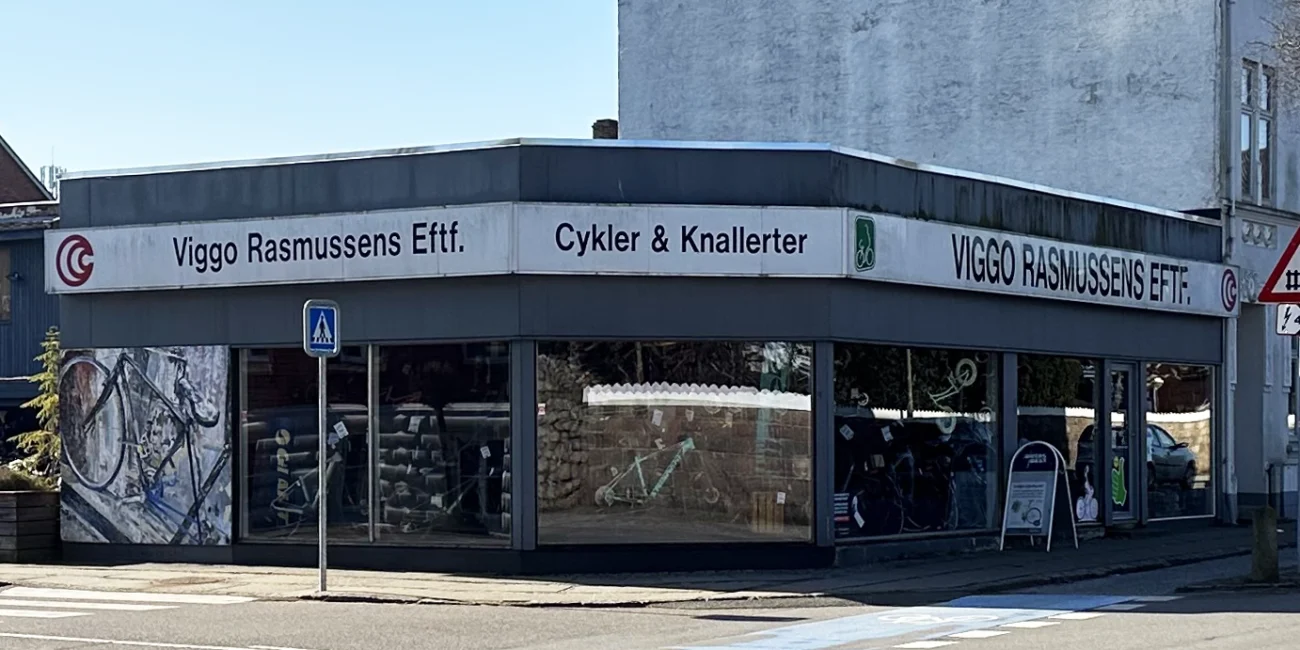 Viggo Rasmussens Eftf.
Cykler & Knallerter
VIGGO RASMUSSENS EFTF.